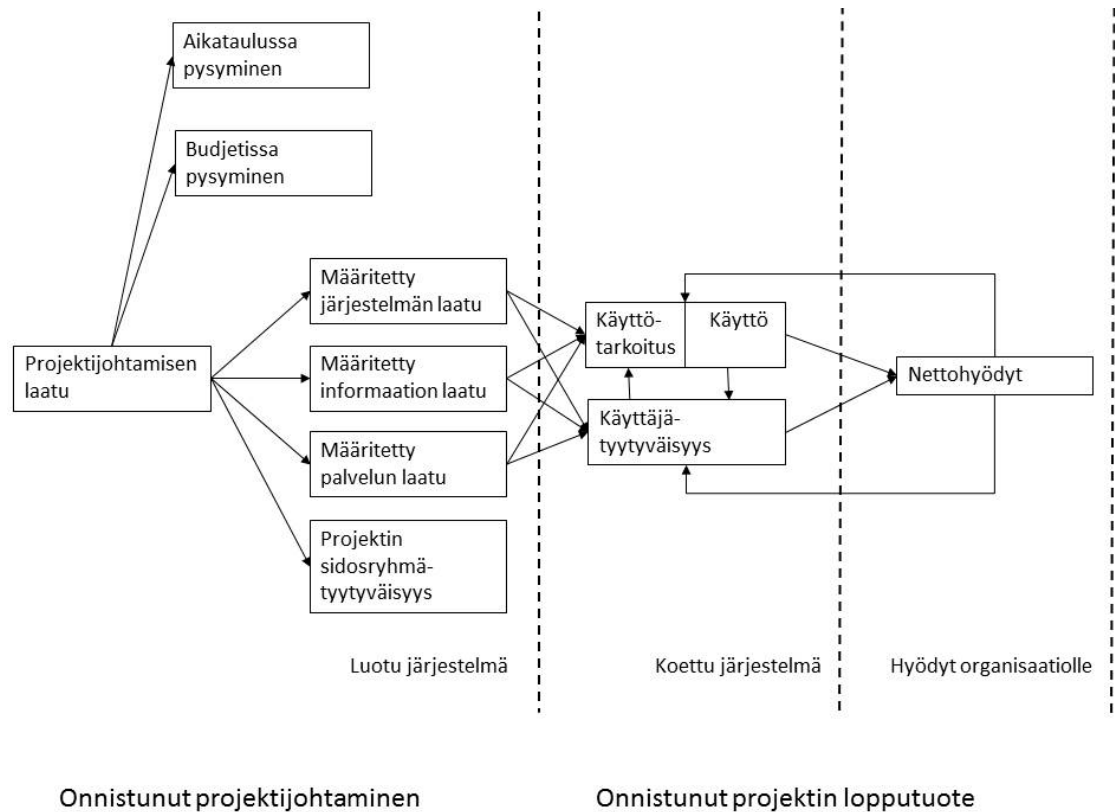 Aikataulussa
pysyminen
Budjetissa
pysyminen
Projektijohtamisen
laatu
Määritetty
järjestelmän laatu
Määritetty
informaation laatu
Määritetty
palvelun laatu
Projektin
sidosryhmä-
tyytyväisyys
Käyttö-
tarkoitus
Käyttö
Käyttäjä-
tyytyväisyys
Nettohyödyt
Luotu järjestelmä
Koettu järjestelmä
Hyödyt organisaatiolle
Onnistunut projektijohtaminen
Onnistunut projektin lopputuote